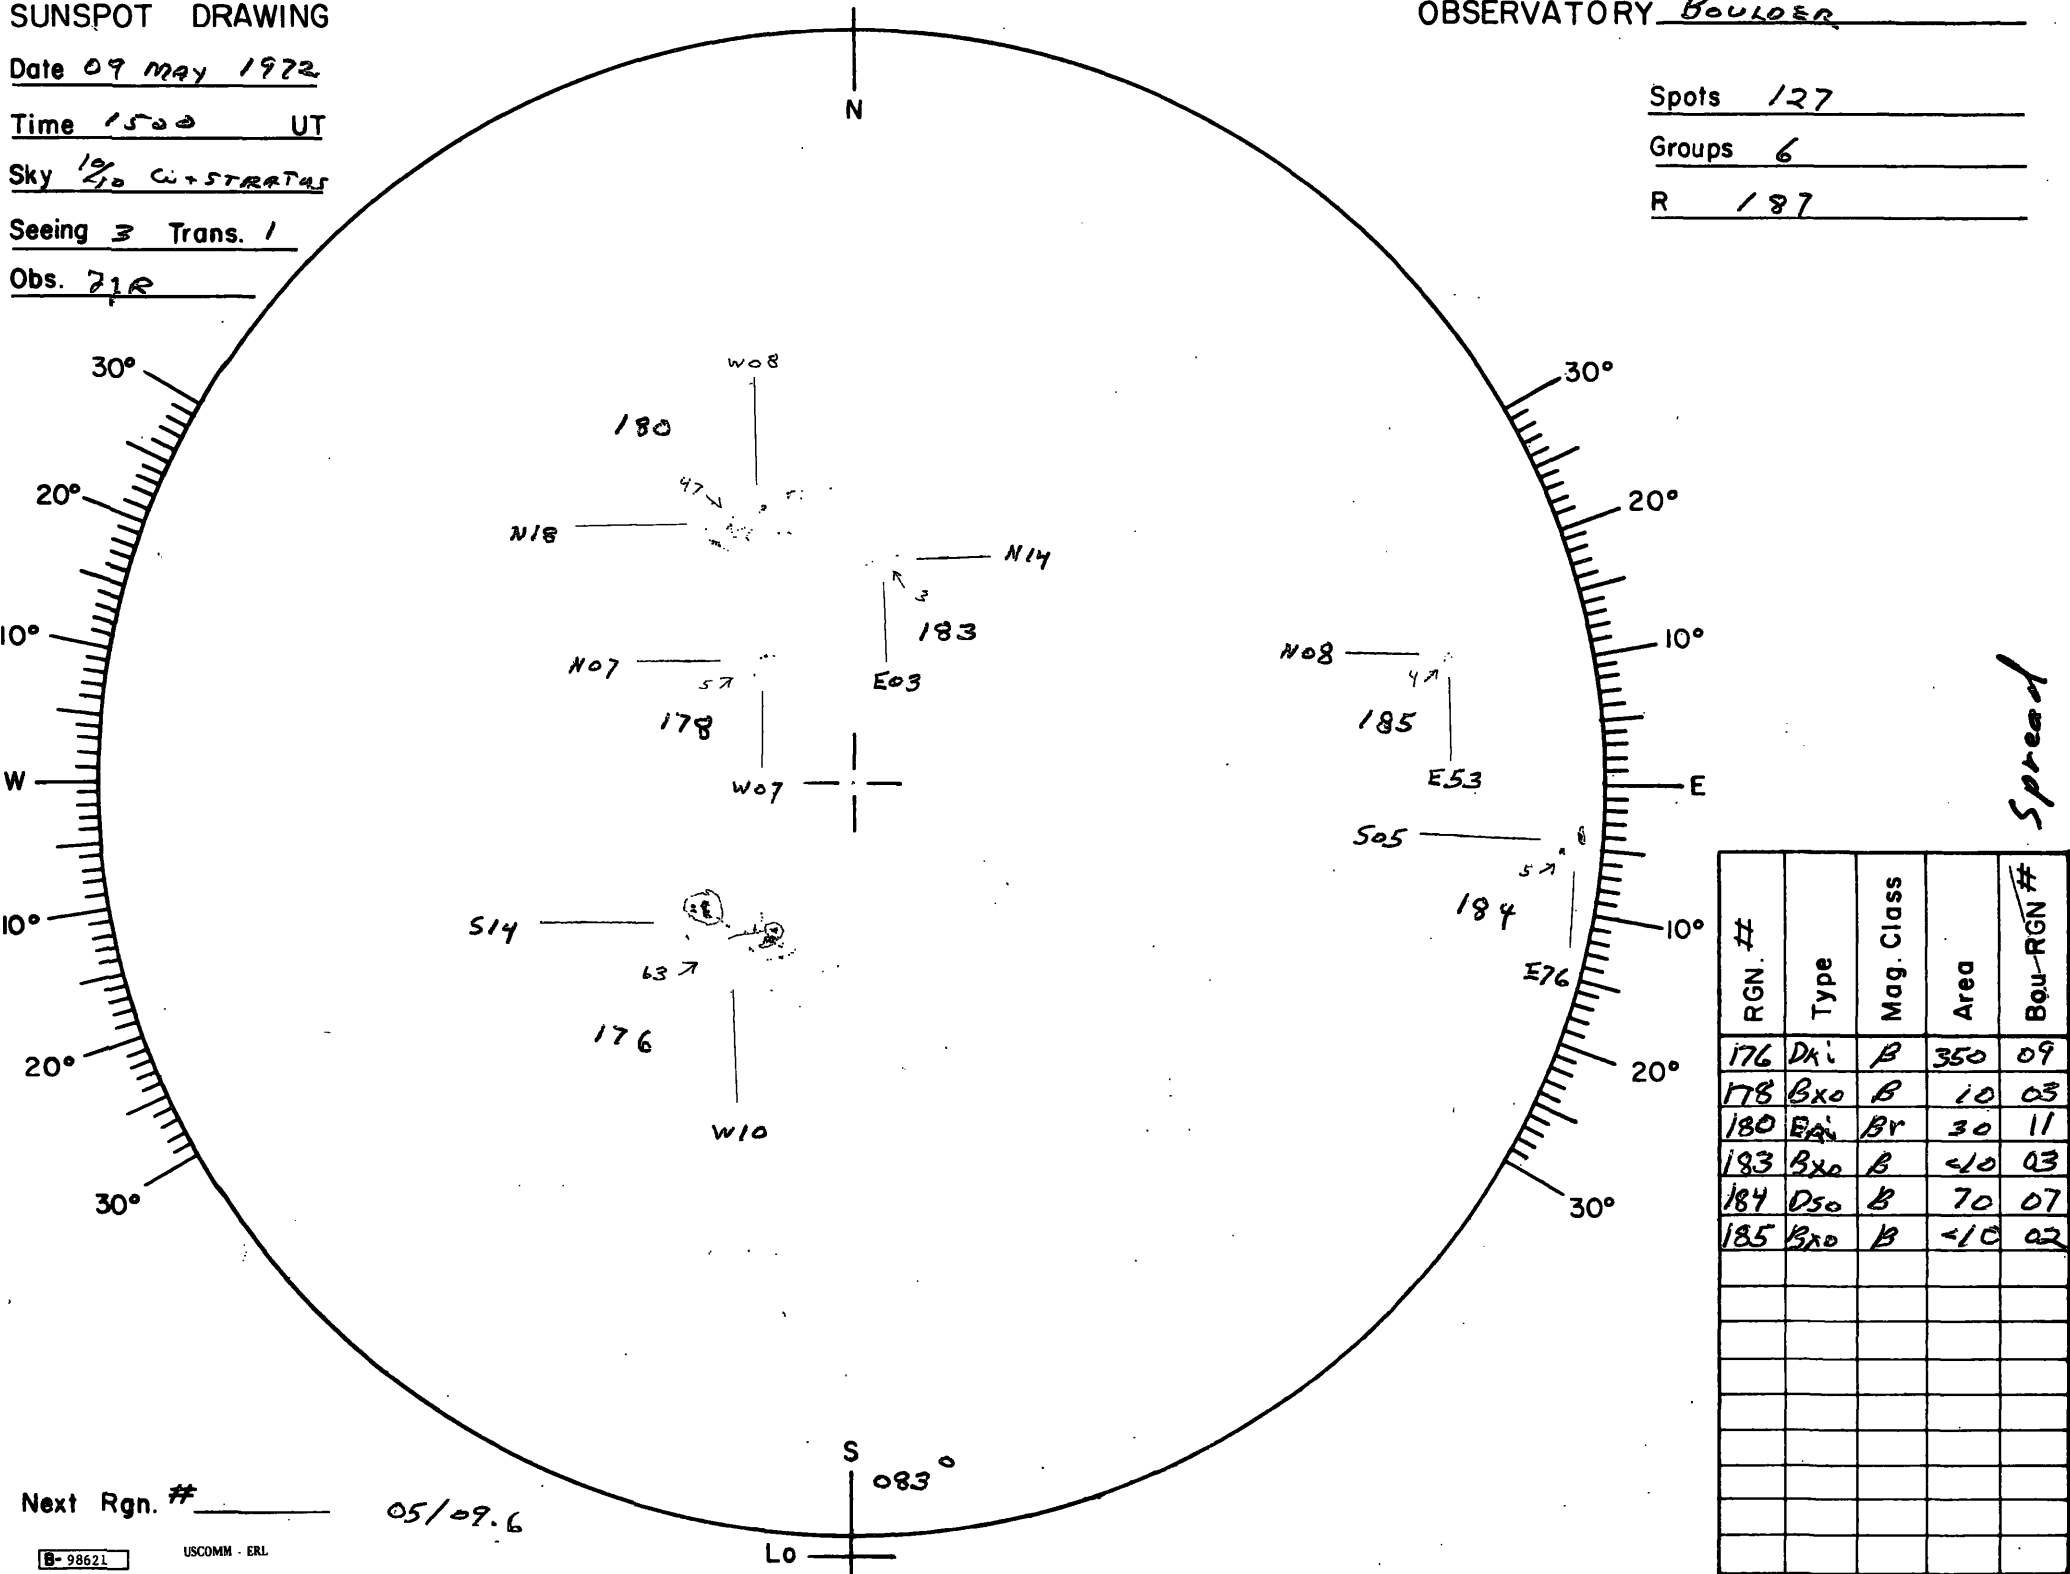 SUNSPOT DRAWING
OBSERVATORY BOULDER
Date 09 MAY 1972
Time 1500 UT
Sky 10/10 Ci + STRATUS
Seeing 3 Trans. 1
Obs.
Spots 127
Groups 6
R 187
N
30°
30°
20°
20°
10°
10°
W
E
10°
10°
20°
20°
30°
30°
W08
180
47
N18
N14
3
183
E03
N07
5
178
W07
N08
4
185
E53
S05
5
184
E76
S14
63
176
W10
Spread
RGN. # Type Mag. Class Area Bou-RGN #
176 Dki B 350 09
178 Bxo B 10 03
180 Eai Br 30 11
183 Bxo B <10 03
184 Dso B 70 07
185 Bxo B <10 02
S
083°
Lo
Next Rgn. #
05/09.6
B-98621
USCOMM - ERL